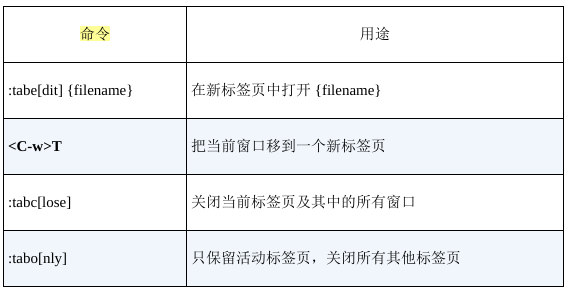 命令 用途
:tabe[dit] {filename} 在新标签页中打开 {filename}
<C-w>T 把当前窗口移到一个新标签页
:tabc[lose] 关闭当前标签页及其中的所有窗口
:tabo[nly] 只保留活动标签页，关闭所有其他标签页